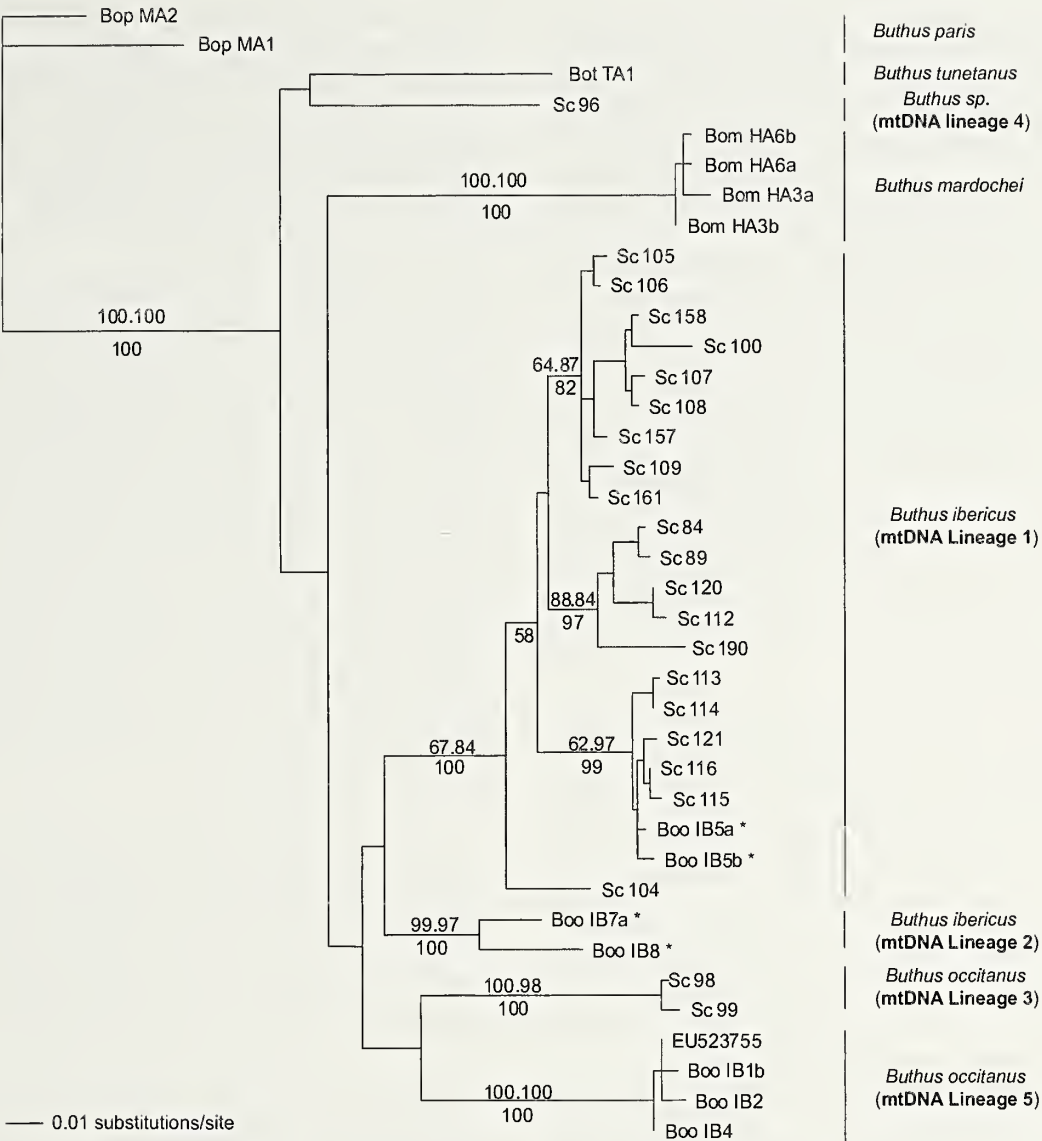 Bop MA2
Bop MA1
Buthus paris
Bot TA1
Buthus tunetanus
Sc 96
Buthus sp.
(mtDNA lineage 4)
Bom HA6b
Bom HA6a
Bom HA3a
Bom HA3b
100.100
100
Buthus mardochei
100.100
100
Sc 105
Sc 106
Sc 158
Sc 100
Sc 107
Sc 108
Sc 157
Sc 109
Sc 161
64.87
82
Sc 84
Sc 89
Sc 120
Sc 112
Sc 190
88.84
97
58
Buthus ibericus
(mtDNA Lineage 1)
Sc 113
Sc 114
Sc 121
Sc 116
Sc 115
Boo IB5a *
Boo IB5b *
62.97
99
67.84
100
Sc 104
Boo IB7a *
Boo IB8 *
99.97
100
Buthus ibericus
(mtDNA Lineage 2)
Sc 98
Sc 99
100.98
100
Buthus occitanus
(mtDNA Lineage 3)
EU523755
Boo IB1b
Boo IB2
Boo IB4
100.100
100
Buthus occitanus
(mtDNA Lineage 5)
0.01 substitutions/site